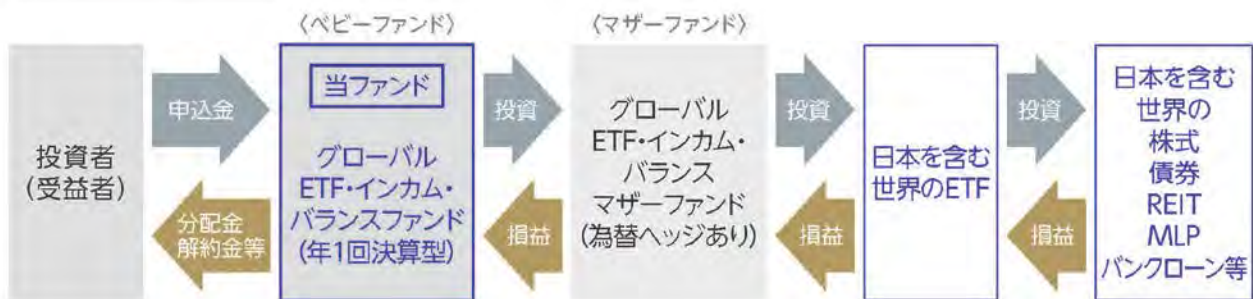 〈ベビーファンド〉
〈マザーファンド〉
投資者
(受益者)
申込金
分配金
解約金等
当ファンド
グローバル
ETF・インカム・
バランスファンド
(年1回決算型)
投資
損益
グローバル
ETF・インカム・
バランス
マザーファンド
(為替ヘッジあり)
投資
損益
日本を含む
世界のETF
投資
損益
日本を含む
世界の
株式
債券
REIT
MLP
バンクローン等